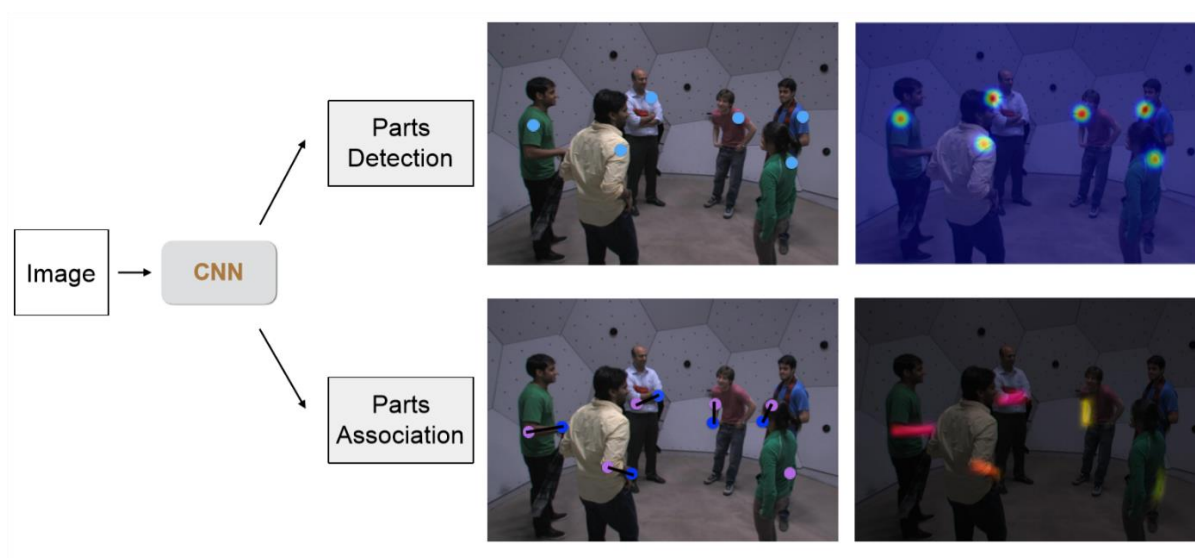 Image
CNN
Parts
Detection
Parts
Association